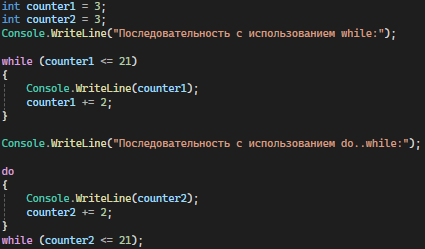 int counter1 = 3;
int counter2 = 3;
Console.WriteLine("Последовательность с использованием while:");
while (counter1 <= 21)
{
Console.WriteLine(counter1);
counter1 += 2;
}
Console.WriteLine("Последовательность с использованием do..while:");
do
{
Console.WriteLine(counter2);
counter2 += 2;
}
while (counter2 <= 21);